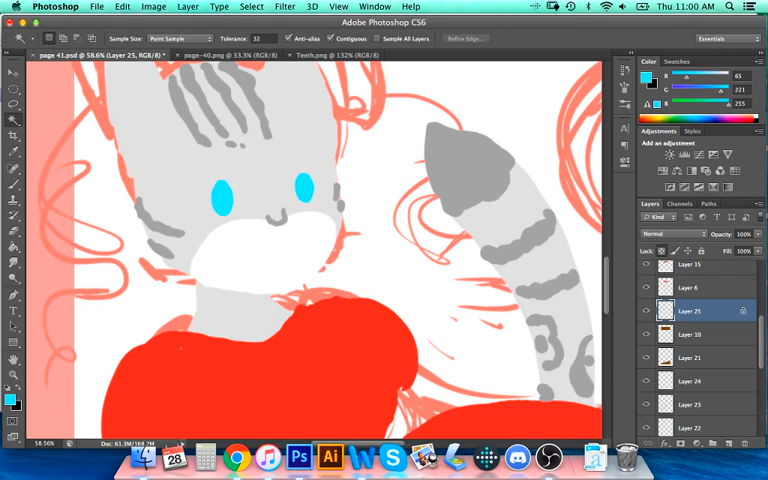 Photoshop File Edit Image Layer Type Select Filter 3D View Window Help Thu 11:00 AM
Adobe Photoshop CS6
Sample Size: Point Sample Tolerance: 32 Anti-alias Contiguous Sample All Layers Refine Edge... Essentials
page 41.psd @ 58.6% (Layer 25, RGB/8) * page-40.png @ 33.3% (RGB/8) Teeth.png @ 132% (RGB/8)
Color Swatches
R 65
G 221
B 255
Adjustments Styles
Add an adjustment
Layers Channels Paths
Kind
Normal Opacity: 100%
Lock: Fill: 100%
Layer 15
Layer 6
Layer 25
Layer 10
Layer 21
Layer 24
Layer 23
Layer 22
58.56% Doc: 61.3M/168.2M
28
Ps Ai